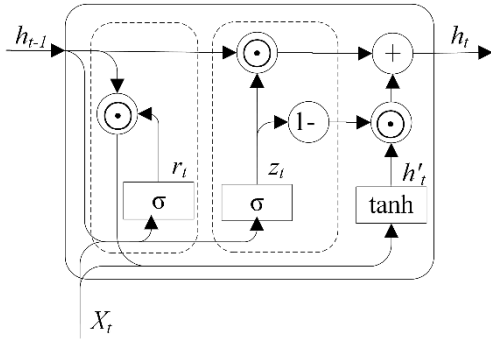 h_{t-1}
+
h_t
1-
r_t
z_t
h'_t
σ
σ
tanh
X_t